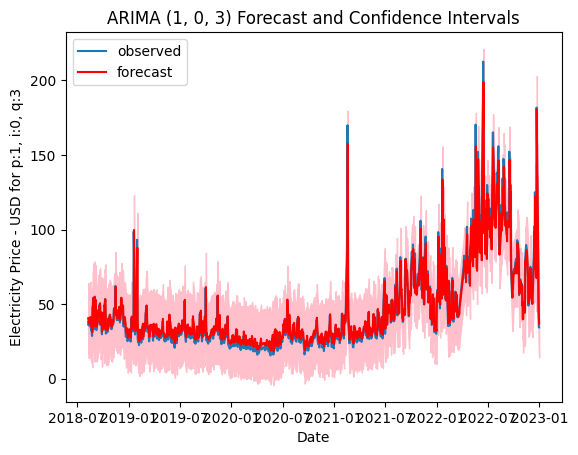 ARIMA (1, 0, 3) Forecast and Confidence Intervals
observed
forecast
Electricity Price - USD for p:1, i:0, q:3
200
150
100
50
0
2018-07 2019-01 2019-07 2020-01 2020-07 2021-01 2021-07 2022-01 2022-07 2023-01
Date